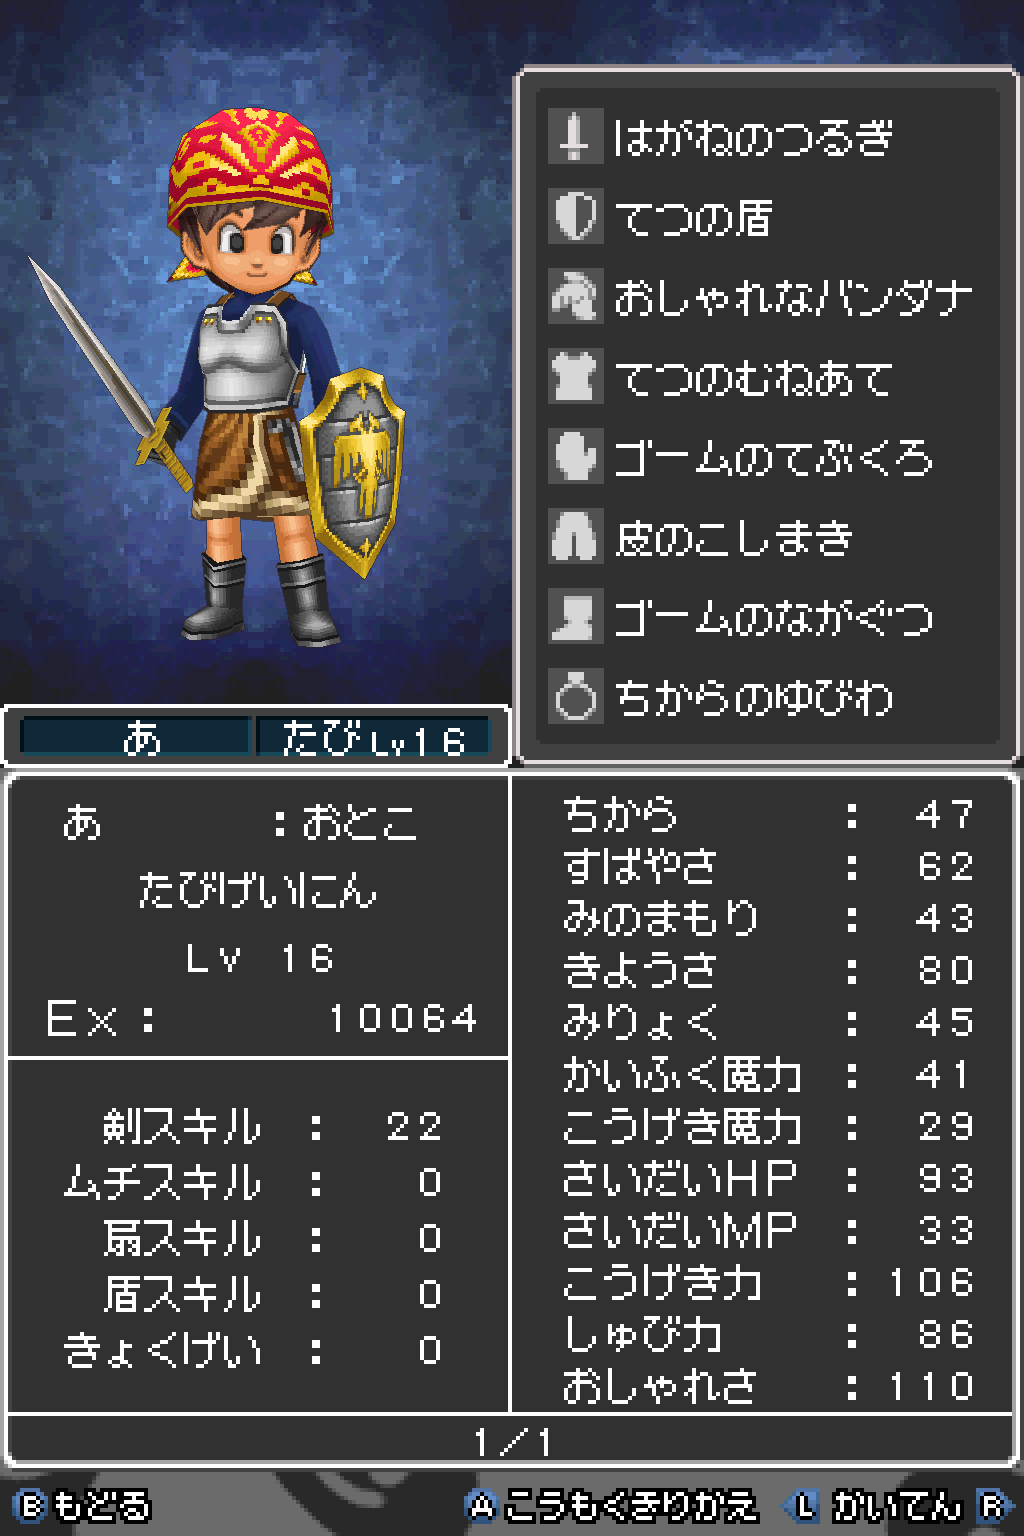 はがねのつるぎ
てつの盾
おしゃれなバンダナ
てつのむねあて
ゴームのてぶくろ
皮のこしまき
ゴームのながぐつ
ちからのゆびわ
あ たび Lv16
あ :おとこ
たびげいにん
Lv 16
Ex: 10064
剣スキル : 22
ムチスキル : 0
扇スキル : 0
盾スキル : 0
きょくげい : 0
ちから : 47
すばやさ : 62
みのまもり : 43
きようさ : 80
みりょく : 45
かいふく魔力 : 41
こうげき魔力 : 29
さいだいHP : 93
さいだいMP : 33
こうげき力 : 106
しゅび力 : 86
おしゃれさ : 110
1/1
B もどる A こうもくきりかえ L かいてん R